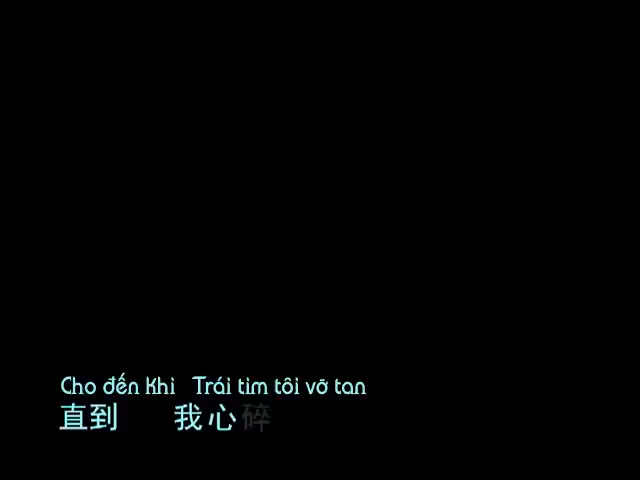 Cho đến khi Trái tim tôi vỡ tan
直到 我心碎